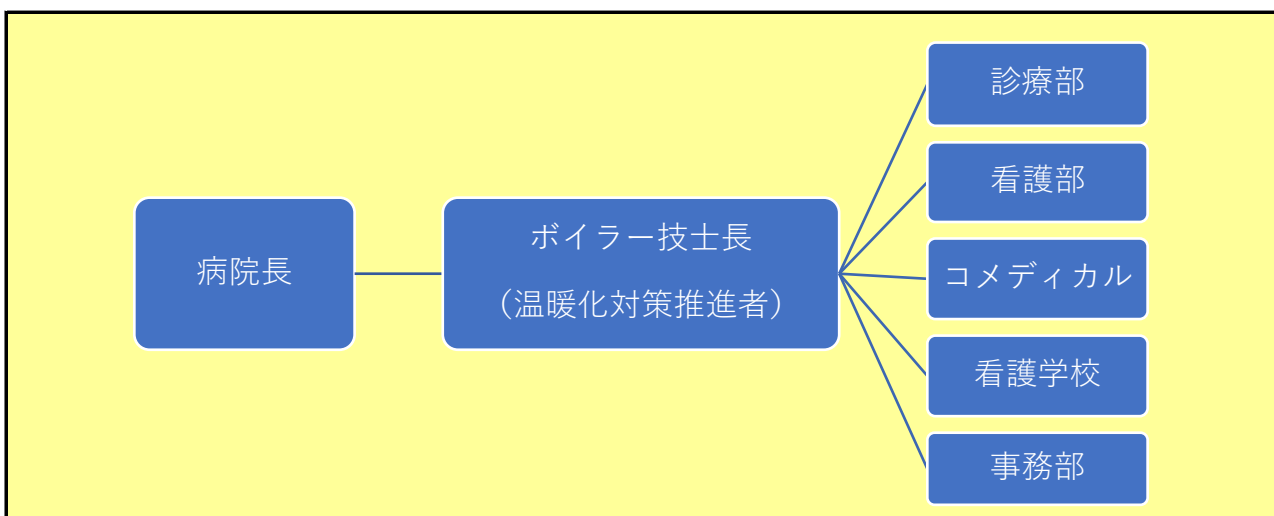 病院長
ボイラー技士長
（温暖化対策推進者）
診療部
看護部
コメディカル
看護学校
事務部